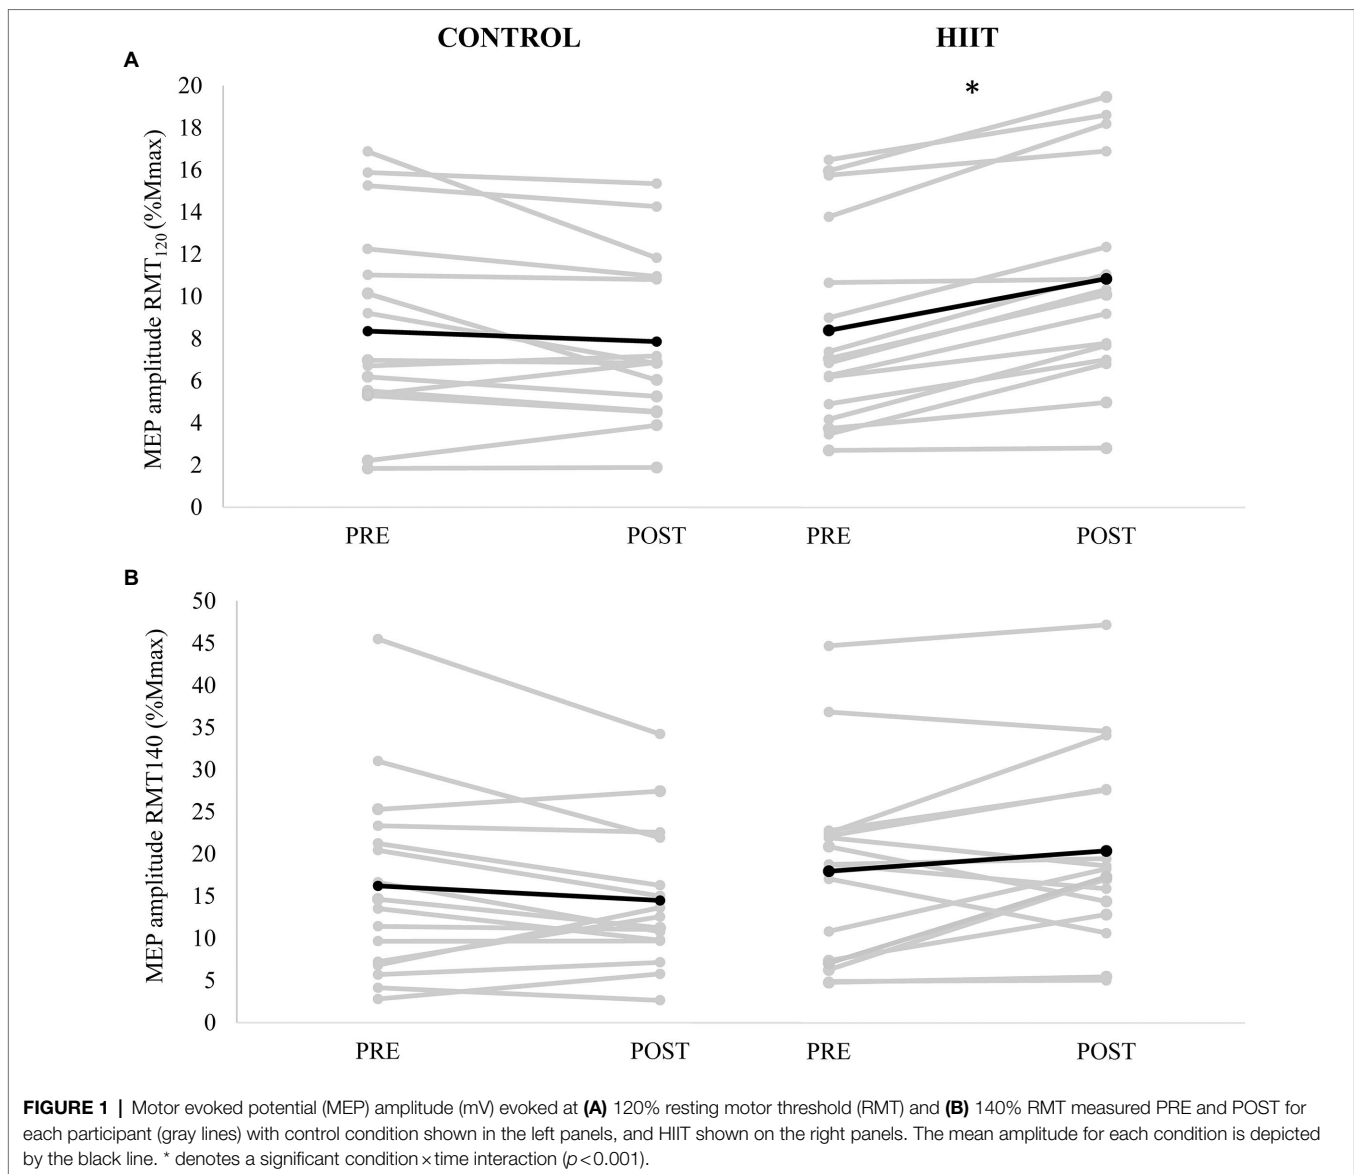 CONTROL HIIT
A
*
MEP amplitude RMT120 (%Mmax)
20
18
16
14
12
10
8
6
4
2
0
PRE POST PRE POST
B
MEP amplitude RMT140 (%Mmax)
50
45
40
35
30
25
20
15
10
5
0
PRE POST PRE POST
FIGURE 1 | Motor evoked potential (MEP) amplitude (mV) evoked at (A) 120% resting motor threshold (RMT) and (B) 140% RMT measured PRE and POST for
each participant (gray lines) with control condition shown in the left panels, and HIIT shown on the right panels. The mean amplitude for each condition is depicted
by the black line. * denotes a significant condition × time interaction (p < 0.001).